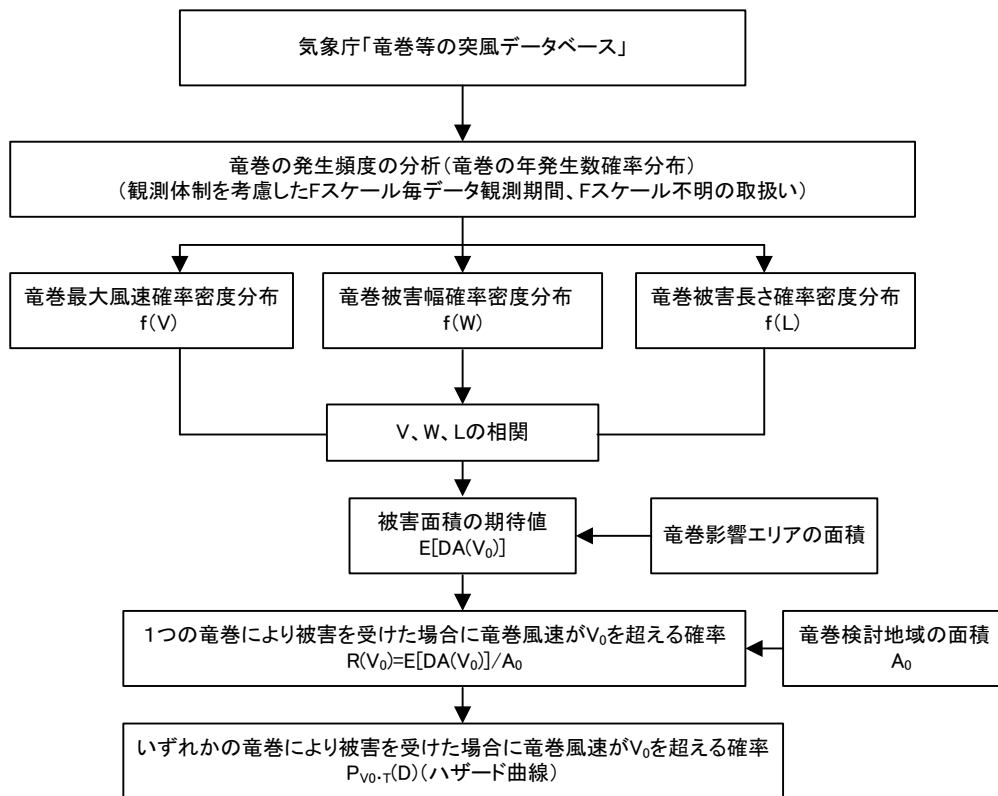 気象庁「竜巻等の突風データベース」
竜巻の発生頻度の分析（竜巻の年発生数確率分布）
（観測体制を考慮したFスケール毎データ観測期間、Fスケール不明の取扱い）
竜巻最大風速確率密度分布
f(V)
竜巻被害幅確率密度分布
f(W)
竜巻被害長さ確率密度分布
f(L)
V、W、Lの相関
被害面積の期待値
E[DA(V₀)]
竜巻影響エリアの面積
１つの竜巻により被害を受けた場合に竜巻風速がV₀を超える確率
R(V₀)=E[DA(V₀)]/A₀
竜巻検討地域の面積
A₀
いずれかの竜巻により被害を受けた場合に竜巻風速がV₀を超える確率
P_V0・T(D)（ハザード曲線）